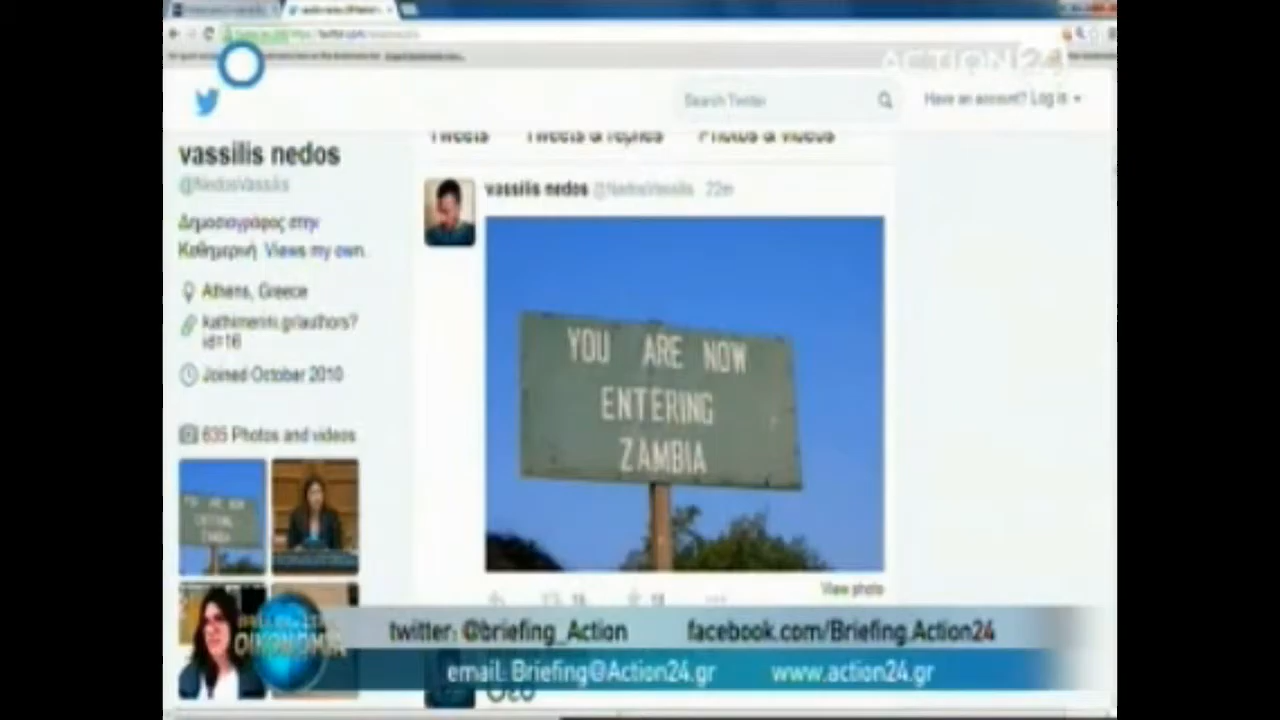 ACTION 24
Search Twitter
Have an account? Log in
Tweets Tweets & replies Photos & videos
vassilis nedos
@NedosVassilis
Δημοσιογράφος στην
Καθημερινή. Views my own.
Athens, Greece
kathimerini.gr/authors?
id=16
Joined October 2010
635 Photos and videos
vassilis nedos @NedosVassilis 22m
YOU ARE NOW
ENTERING
ZAMBIA
View photo
ΟΙΚΟΝΟΜΙΑ
twitter: @briefing_Action facebook.com/Briefing.Action24
email: Briefing@Action24.gr www.action24.gr